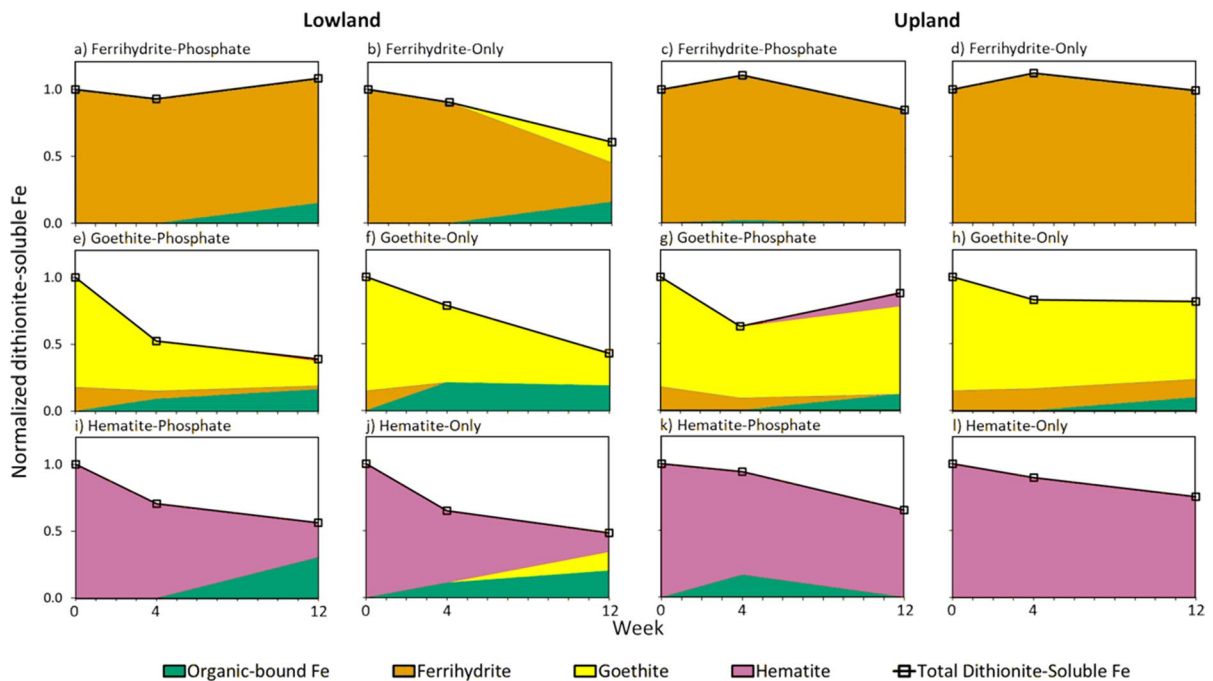 Lowland Upland
a) Ferrihydrite-Phosphate b) Ferrihydrite-Only c) Ferrihydrite-Phosphate d) Ferrihydrite-Only
1.0
0.5
0.0
e) Goethite-Phosphate f) Goethite-Only g) Goethite-Phosphate h) Goethite-Only
Normalized dithionite-soluble Fe
1.0
0.5
0.0
i) Hematite-Phosphate j) Hematite-Only k) Hematite-Phosphate l) Hematite-Only
1.0
0.5
0.0
0 4 12 0 4 12 0 4 12 0 4 12
Week
Organic-bound Fe Ferrihydrite Goethite Hematite Total Dithionite-Soluble Fe